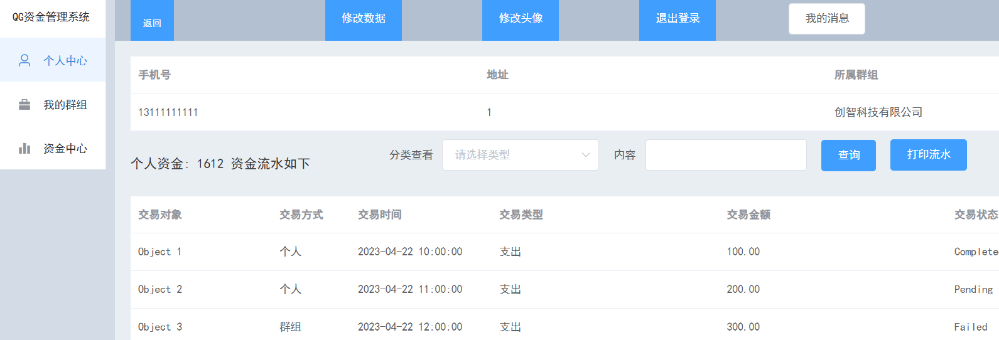 QG资金管理系统
返回
修改数据
修改头像
退出登录
我的消息
个人中心
我的群组
资金中心
手机号 地址 所属群组
13111111111 1 创智科技有限公司
个人资金: 1612 资金流水如下
分类查看 请选择类型 内容 查询 打印流水
交易对象 交易方式 交易时间 交易类型 交易金额 交易状态
Object 1 个人 2023-04-22 10:00:00 支出 100.00 Complete
Object 2 个人 2023-04-22 11:00:00 支出 200.00 Pending
Object 3 群组 2023-04-22 12:00:00 支出 300.00 Failed